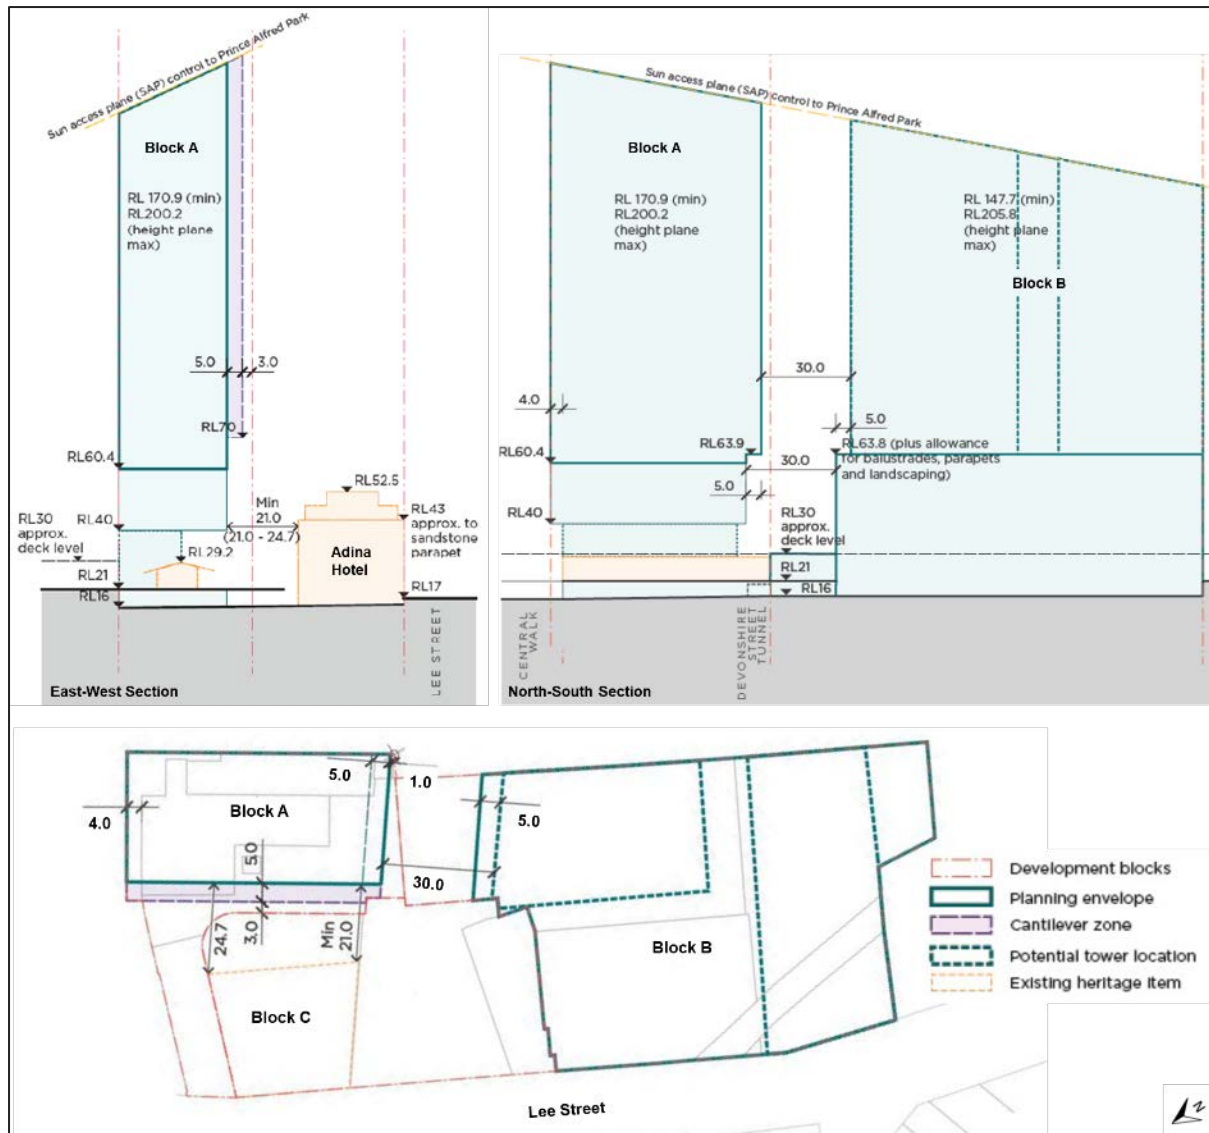 Sun access plane (SAP) control to Prince Alfred Park
Block A
RL 170.9 (min)
RL200.2
(height plane
max)
5.0
3.0
RL70
RL60.4
RL52.5
Min
21.0
(21.0 - 24.7)
RL40
RL43
approx. to
sandstone
parapet
RL30
approx.
deck level
RL29.2
Adina
Hotel
RL21
RL16
RL17
LEE STREET
East-West Section
Sun access plane (SAP) control to Prince Alfred Park
Block A
RL 170.9 (min)
RL200.2
(height plane
max)
RL 147.7 (min)
RL205.8
(height plane
max)
Block B
30.0
4.0
5.0
RL63.9
RL63.8 (plus allowance
for balustrades, parapets
and landscaping)
RL60.4
30.0
5.0
RL40
RL30
approx.
deck level
RL21
RL16
CENTRAL
WALK
DEVONSHIRE
STREET
TUNNEL
North-South Section
5.0
1.0
Block A
4.0
5.0
5.0
30.0
24.7
3.0
Min
21.0
Block B
Block C
Lee Street
Development blocks
Planning envelope
Cantilever zone
Potential tower location
Existing heritage item
N